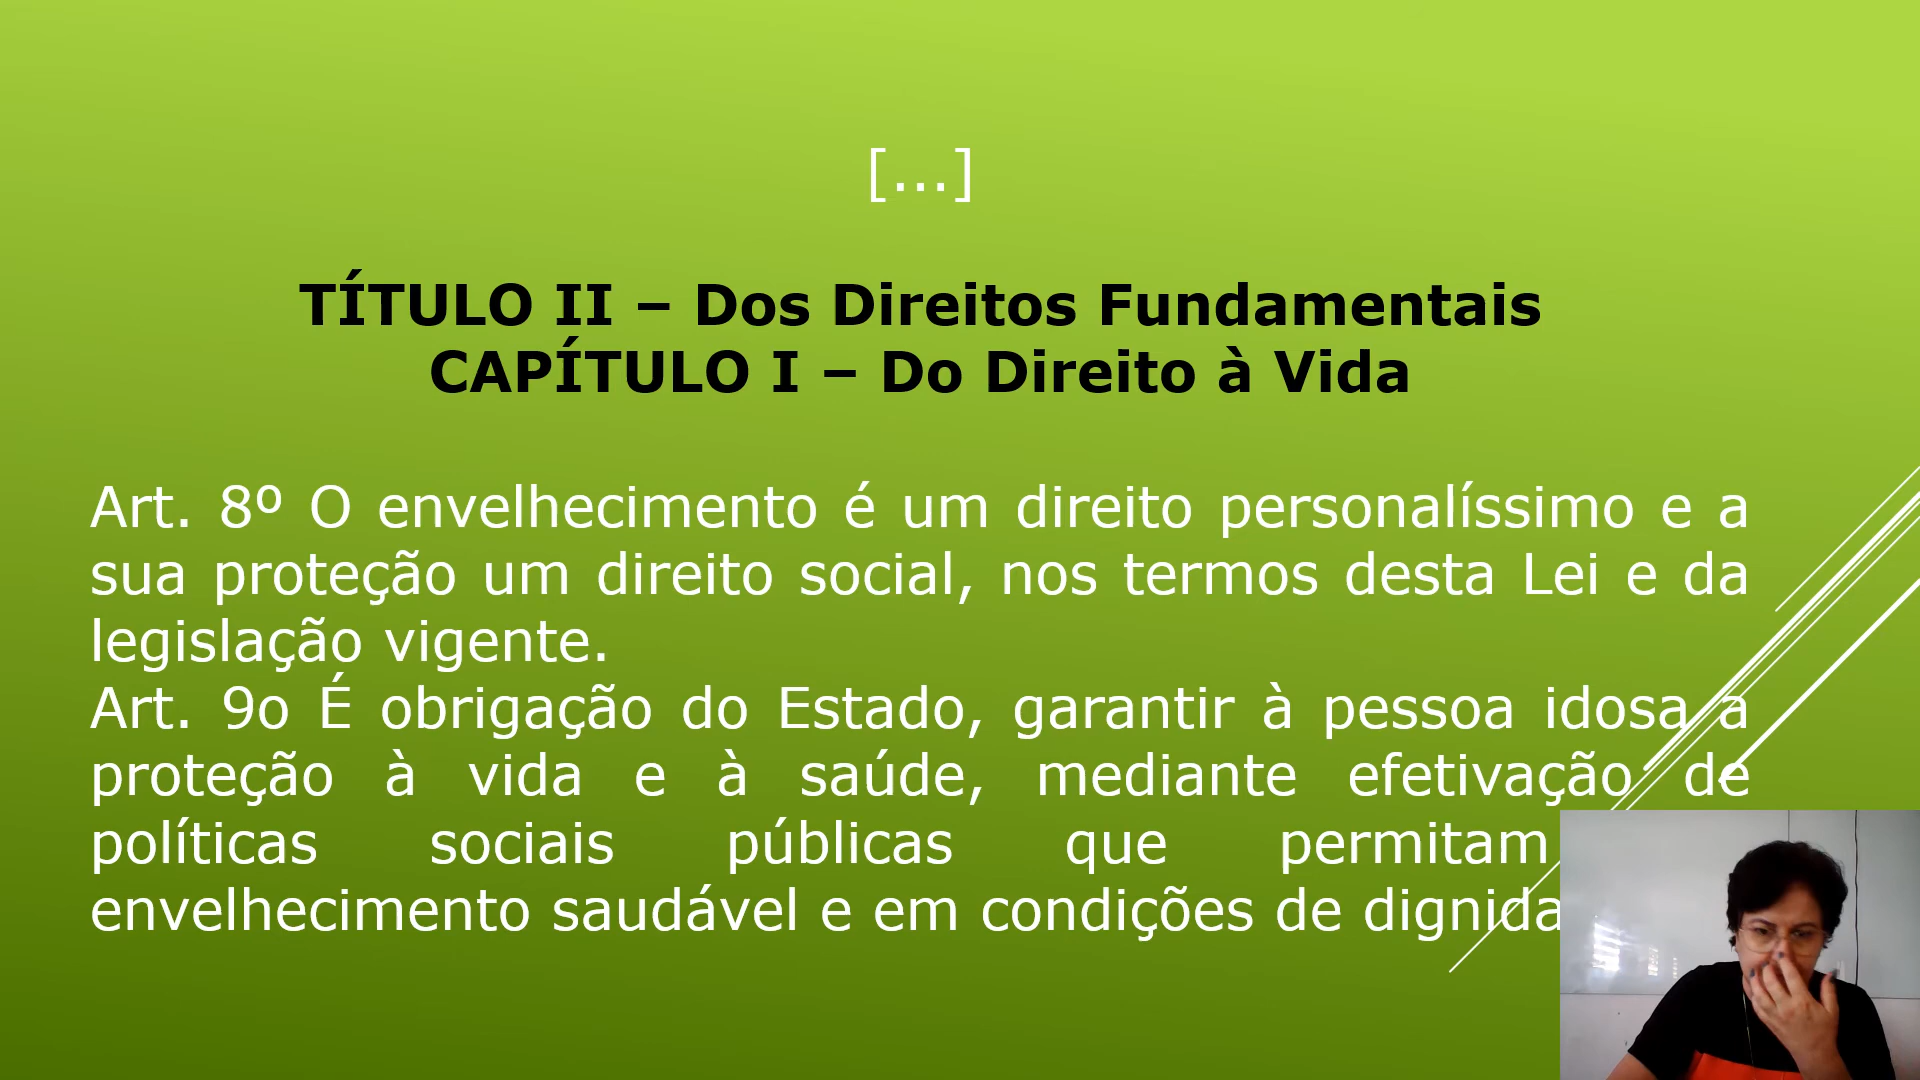 [...]
TÍTULO II – Dos Direitos Fundamentais
CAPÍTULO I – Do Direito à Vida
Art. 8º O envelhecimento é um direito personalíssimo e a
sua proteção um direito social, nos termos desta Lei e da
legislação vigente.
Art. 9o É obrigação do Estado, garantir à pessoa idosa a
proteção à vida e à saúde, mediante efetivação de
políticas sociais públicas que permitam
envelhecimento saudável e em condições de dignida